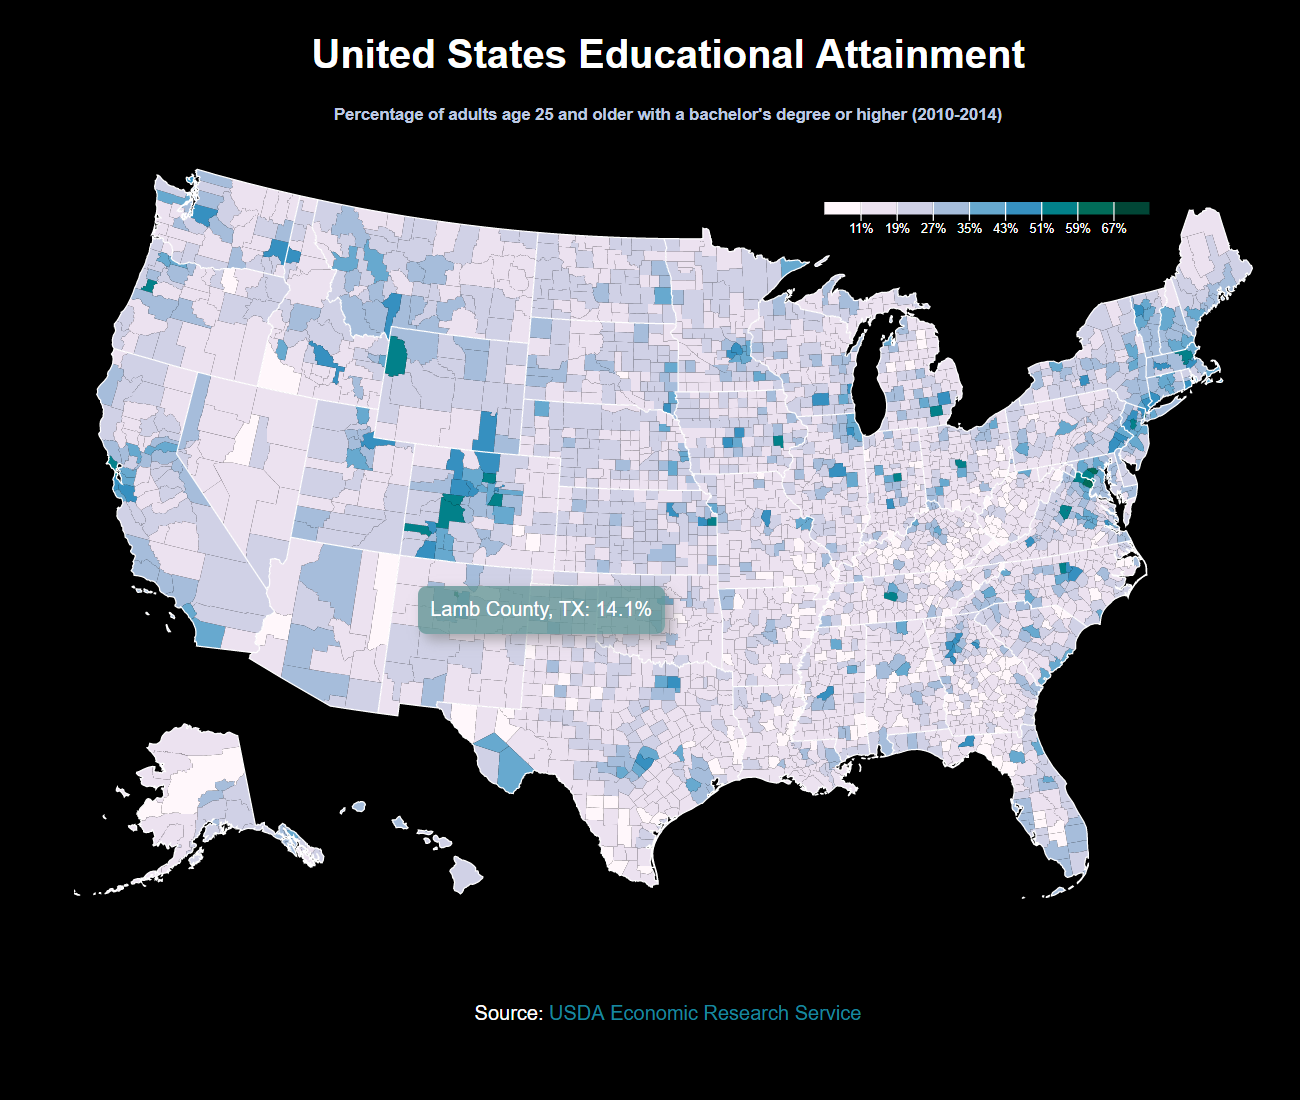 United States Educational Attainment
Percentage of adults age 25 and older with a bachelor's degree or higher (2010-2014)
11% 19% 27% 35% 43% 51% 59% 67%
Lamb County, TX: 14.1%
Source: USDA Economic Research Service